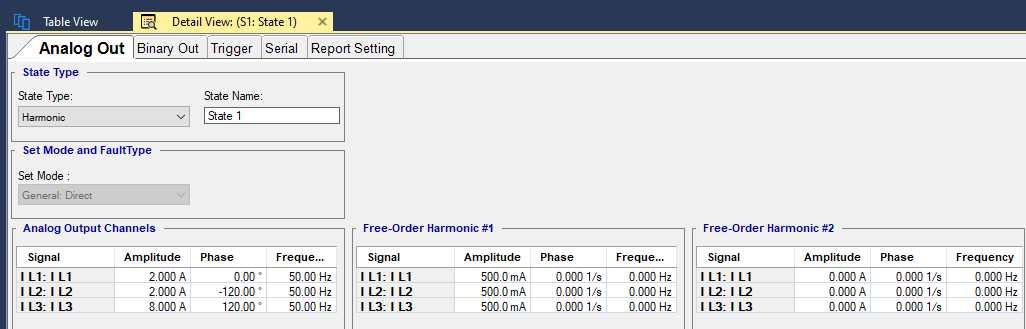 Table View Detail View: (S1: State 1)
Analog Out Binary Out Trigger Serial Report Setting
State Type
State Type: State Name:
Harmonic State 1
Set Mode and FaultType
Set Mode :
General: Direct
Analog Output Channels Free-Order Harmonic #1 Free-Order Harmonic #2
Signal Amplitude Phase Freque... Signal Amplitude Phase Freque... Signal Amplitude Phase Frequency
I L1: I L1 2.000 A 0.00 ° 50.00 Hz I L1: I L1 500.0 mA 0.000 1/s 0.000 Hz I L1: I L1 0.000 A 0.000 1/s 0.000 Hz
I L2: I L2 2.000 A -120.00 ° 50.00 Hz I L2: I L2 500.0 mA 0.000 1/s 0.000 Hz I L2: I L2 0.000 A 0.000 1/s 0.000 Hz
I L3: I L3 8.000 A 120.00 ° 50.00 Hz I L3: I L3 500.0 mA 0.000 1/s 0.000 Hz I L3: I L3 0.000 A 0.000 1/s 0.000 Hz